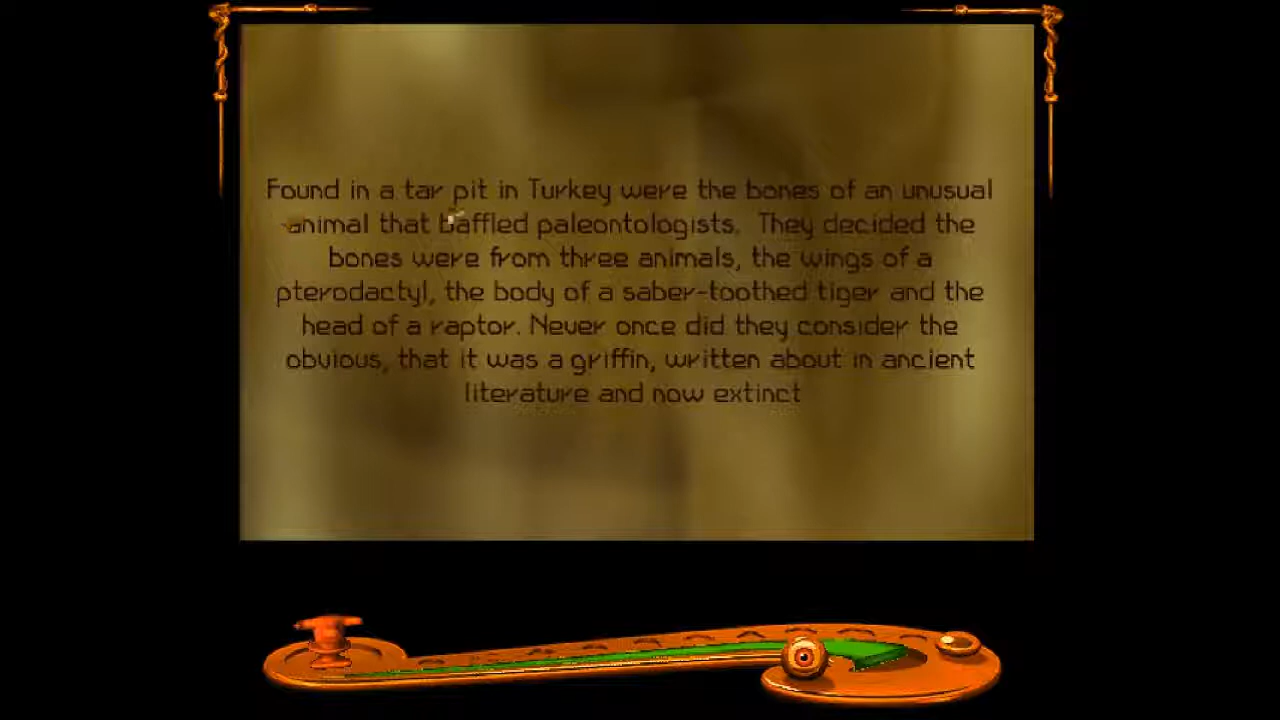 Found in a tar pit in Turkey were the bones of an unusual
animal that baffled paleontologists.  They decided the
bones were from three animals, the wings of a
pterodactyl, the body of a saber-toothed tiger and the
head of a raptor. Never once did they consider the
obvious, that it was a griffin, written about in ancient
literature and now extinct